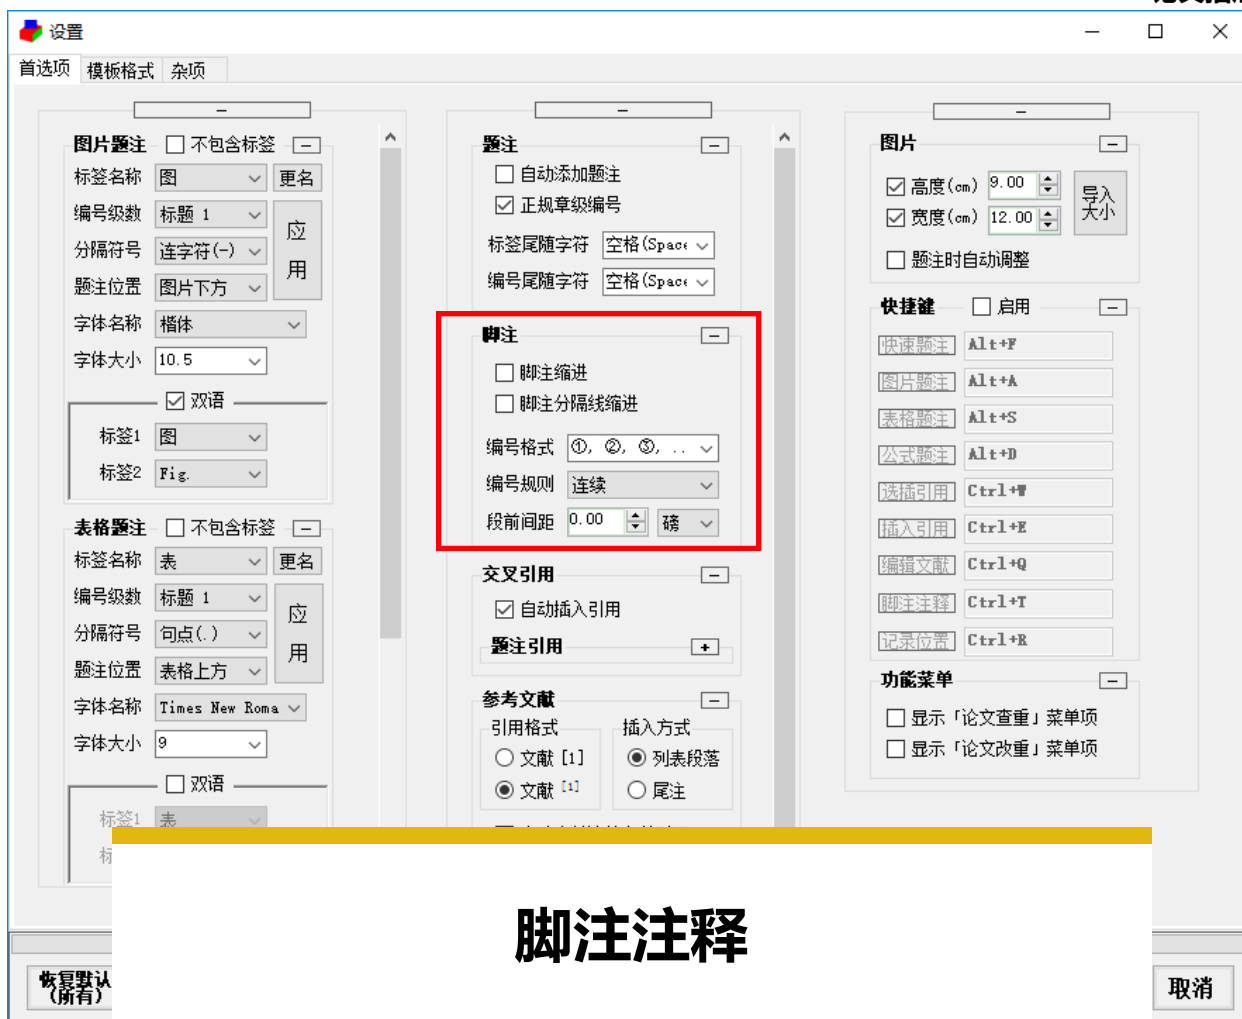 设置
首选项 模板格式 杂项
图片题注 不包含标签
标签名称 图 更名
编号级数 标题 1
应用
分隔符号 连字符(-)
题注位置 图片下方
字体名称 楷体
字体大小 10.5
双语
标签1 图
标签2 Fig.
表格题注 不包含标签
标签名称 表 更名
编号级数 标题 1
应用
分隔符号 句点(.)
题注位置 表格上方
字体名称 Times New Roma
字体大小 9
双语
标签1 表
题注
自动添加题注
正规章级编号
标签尾随字符 空格(Space
编号尾随字符 空格(Space
脚注
脚注缩进
脚注分隔线缩进
编号格式 ①, ②, ③, ..
编号规则 连续
段前间距 0.00 磅
交叉引用
自动插入引用
题注引用
参考文献
引用格式 插入方式
文献 [1] 列表段落
文献 [1] 尾注
图片
高度(cm) 9.00
导入大小
宽度(cm) 12.00
题注时自动调整
快捷键 启用
快速题注 Alt+F
图片题注 Alt+A
表格题注 Alt+S
公式题注 Alt+D
选插引用 Ctrl+W
插入引用 Ctrl+E
编辑文献 Ctrl+Q
脚注注释 Ctrl+T
记录位置 Ctrl+R
功能菜单
显示「论文查重」菜单项
显示「论文改重」菜单项
脚注注释
恢复默认
(所有)
取消